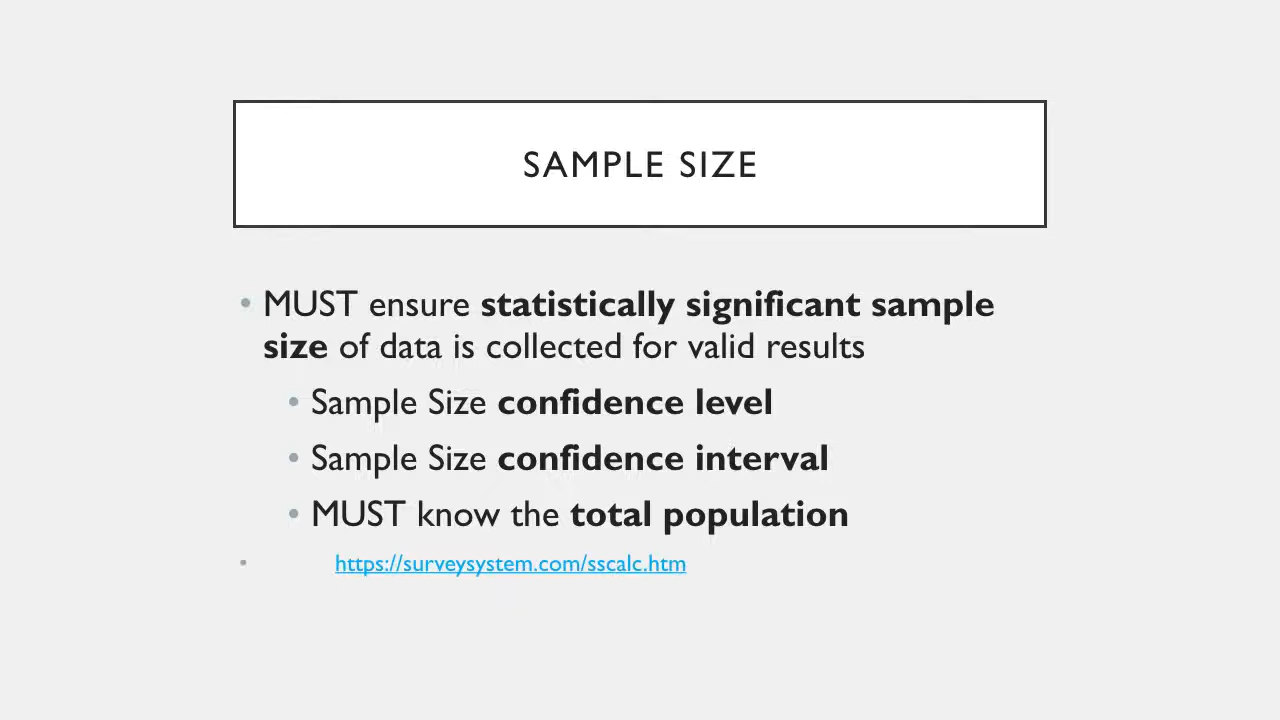 SAMPLE SIZE
• MUST ensure statistically significant sample
size of data is collected for valid results
• Sample Size confidence level
• Sample Size confidence interval
• MUST know the total population
• https://surveysystem.com/sscalc.htm